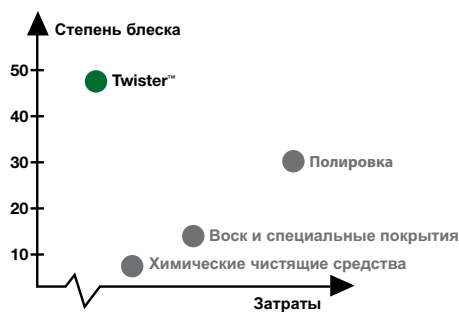 Степень блеска
50
Twister™
40
30
Полировка
20
Воск и специальные покрытия
10
Химические чистящие средства
Затраты